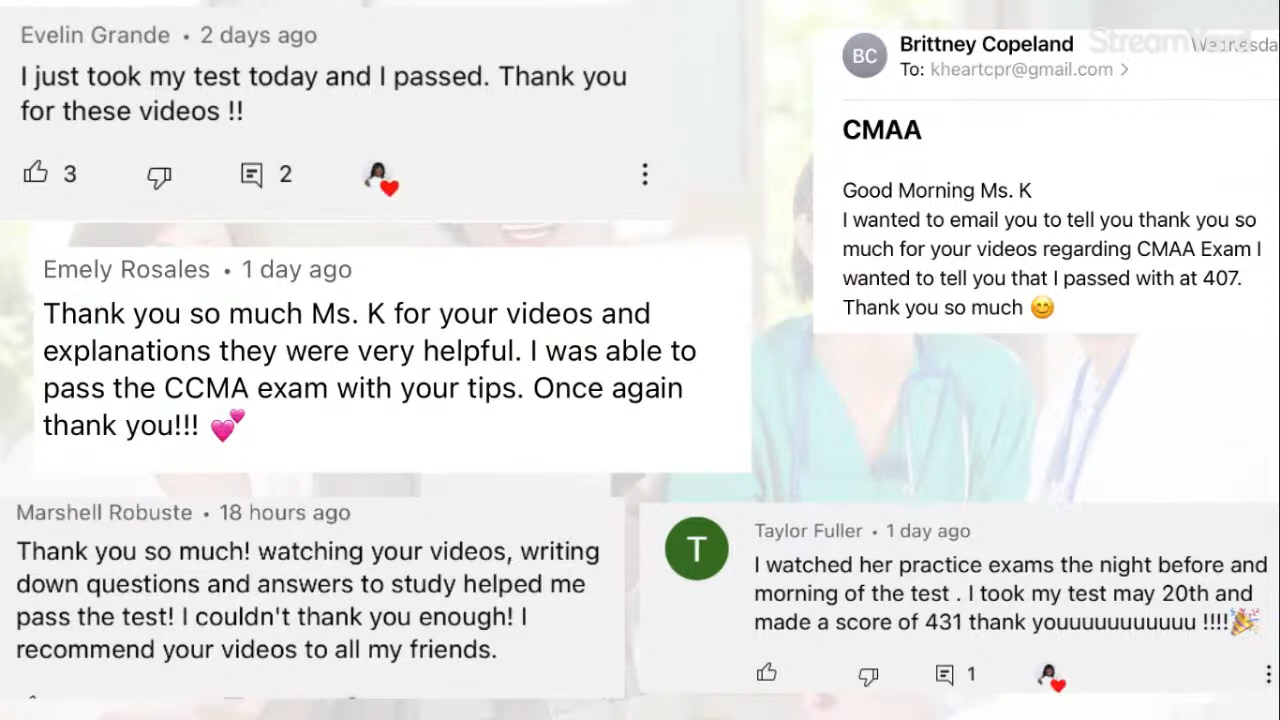 Evelin Grande • 2 days ago
I just took my test today and I passed. Thank you
for these videos !!
3
2
Emely Rosales • 1 day ago
Thank you so much Ms. K for your videos and
explanations they were very helpful. I was able to
pass the CCMA exam with your tips. Once again
thank you!!! 💕
Marshell Robuste • 18 hours ago
Thank you so much! watching your videos, writing
down questions and answers to study helped me
pass the test! I couldn't thank you enough! I
recommend your videos to all my friends.
StreamYard
BC
Brittney Copeland
To: kheartcpr@gmail.com >
CMAA
Good Morning Ms. K
I wanted to email you to tell you thank you so
much for your videos regarding CMAA Exam I
wanted to tell you that I passed with at 407.
Thank you so much 😊
T
Taylor Fuller • 1 day ago
I watched her practice exams the night before and
morning of the test . I took my test may 20th and
made a score of 431 thank youuuuuuuuuuu !!!!🎉
1